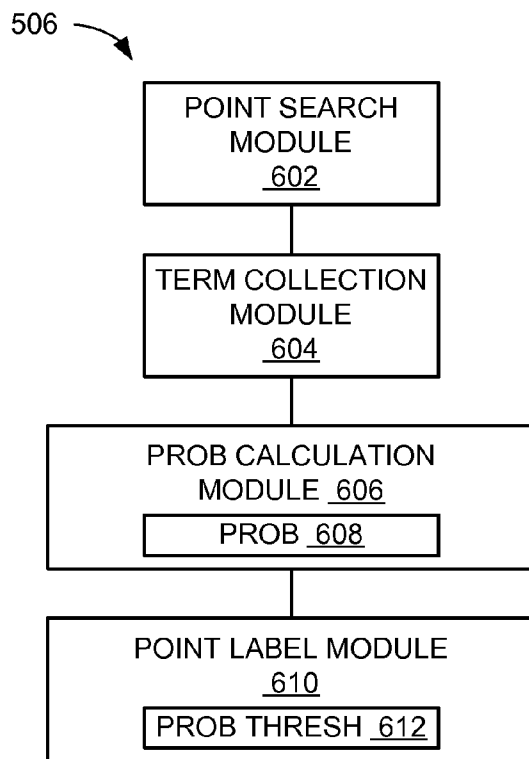 506
POINT SEARCH
MODULE
602
TERM COLLECTION
MODULE
604
PROB CALCULATION
MODULE 606
PROB 608
POINT LABEL MODULE
610
PROB THRESH 612